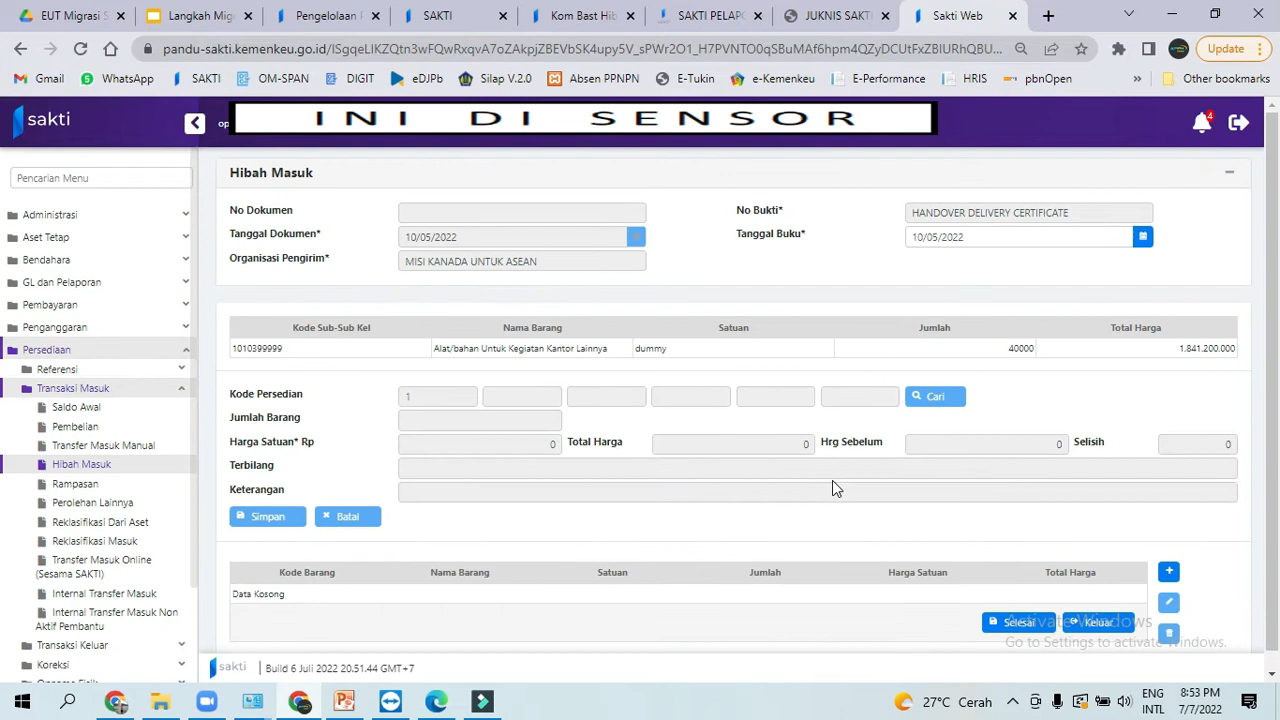 EUT Migrasi S
Langkah Mig
Pengelolaan F
SAKTI
Kom Bast Hib
SAKTI PELAPO
JUKNIS SAKTI
Sakti Web
pandu-sakti.kemenkeu.go.id/
Update
Gmail
WhatsApp
SAKTI
OM-SPAN
DIGIT
eDJPb
Silap V.2.0
Absen PPNPN
E-Tukin
e-Kemenkeu
E-Performance
HRIS
pbnOpen
»
Other bookmarks
sakti
op
INI DI SENSOR
4
Pencarian Menu
Administrasi
Aset Tetap
Bendahara
GL dan Pelaporan
Pembayaran
Penganggaran
Persediaan
Referensi
Transaksi Masuk
Saldo Awal
Pembelian
Transfer Masuk Manual
Hibah Masuk
Rampasan
Perolehan Lainnya
Reklasifikasi Dari Aset
Reklasifikasi Masuk
Transfer Masuk Online
(Sesama SAKTI)
Internal Transfer Masuk
Internal Transfer Masuk Non
Aktif Pembantu
Transaksi Keluar
Koreksi
Hibah Masuk
No Dokumen
No Bukti* HANDOVER DELIVERY CERTIFICATE
Tanggal Dokumen* 10/05/2022
Tanggal Buku* 10/05/2022
Organisasi Pengirim* MISI KANADA UNTUK ASEAN
Kode Sub-Sub Kel Nama Barang Satuan Jumlah Total Harga
1010399999 Alat/bahan Untuk Kegiatan Kantor Lainnya dummy 40000 1.841.200.000
Kode Persedian 1 Cari
Jumlah Barang
Harga Satuan* Rp 0 Total Harga 0 Hrg Sebelum 0 Selisih 0
Terbilang
Keterangan
Simpan Batal
Kode Barang Nama Barang Satuan Jumlah Harga Satuan Total Harga
Data Kosong
Selesai Keluar
Activate Windows
Go to Settings to activate Windows.
sakti Build 6 Juli 2022 20.51.44 GMT+7
27°C Cerah
ENG
INTL
8:53 PM
7/7/2022